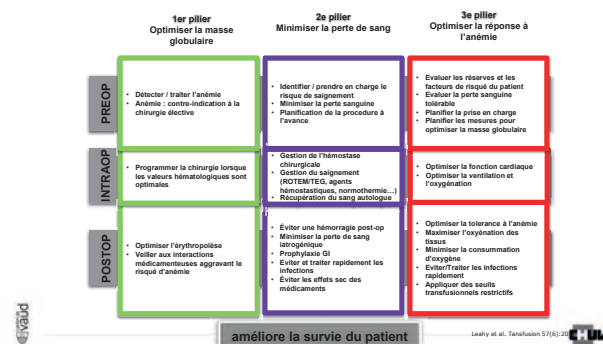 1er pilier
Optimiser la masse
globulaire
2e pilier
Minimiser la perte de sang
3e pilier
Optimiser la réponse à
l'anémie
PREOP
• Détecter / traiter l'anémie
• Anémie : contre-indication à la
chirurgie élective
• Identifier / prendre en charge le
risque de saignement
• Minimiser la perte sanguine
• Planification de la procedure à
l'avance
• Evaluer les réserves et les
facteurs de risqué du patient
• Evaluer la perte sanguine
tolérable
• Planifier la prise en charge
• Planifier les mesures pour
optimiser la masse globulaire
INTRAOP
• Programmer la chirurgie lorsque
les valeurs hématologiques sont
optimales
• Gestion de l'hémostase
chirurgicale
• Gestion du saignement
(ROTEM/TEG, agents
hémostastiques, normothermie…)
• Récupération du sang autologue
• Optimiser la fonction cardiaque
• Optimiser la ventilation et
l'oxygénation
POSTOP
• Optimiser l'érythropolèse
• Veiller aux interactions
médicamenteuses aggravant le
risqué d'anémie
• Éviter une hémorragie post-op
• Minimiser la perte de sang
iatrogénique
• Prophylaxie GI
• Eviter et traiter rapidement les
infections
• Éviter les effets sec des
médicaments
• Optimiser la tolerance à l'anémie
• Maximiser l'oxyénation des
tissus
• Minimiser la consummation
d'oxygène
• Eviter/Traiter les infections
rapidement
• Appliquer des seuils
transfusionnels restrictifs
améliore la survie du patient
Leahy et al. Tansfusion 57(6):20
vaud